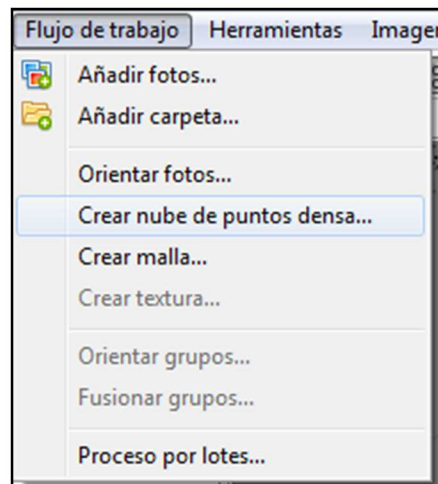 Flujo de trabajo Herramientas
Añadir fotos...
Añadir carpeta...
Orientar fotos...
Crear nube de puntos densa...
Crear malla...
Crear textura...
Orientar grupos...
Fusionar grupos...
Proceso por lotes...